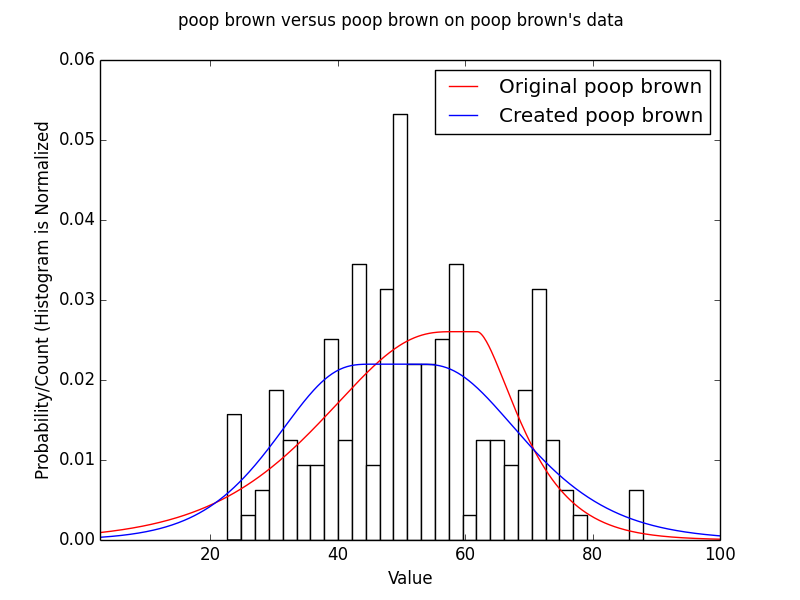 poop brown versus poop brown on poop brown's data
Original poop brown
Created poop brown
Probability/Count (Histogram is Normalized
0.06
0.05
0.04
0.03
0.02
0.01
0.00
20 40 60 80 100
Value